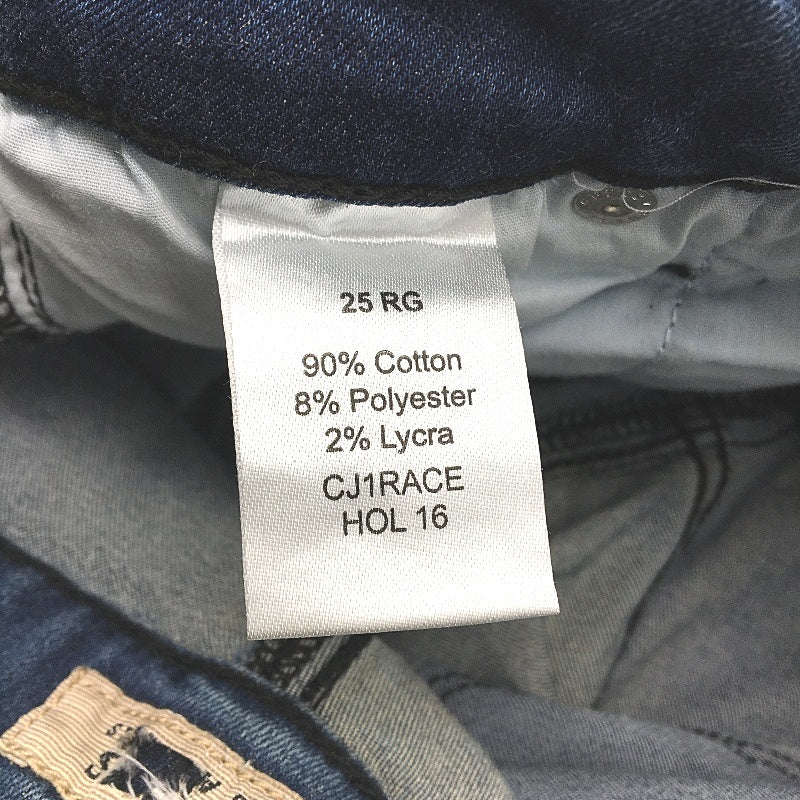 25 RG
90% Cotton
8% Polyester
2% Lycra
CJ1RACE
HOL 16